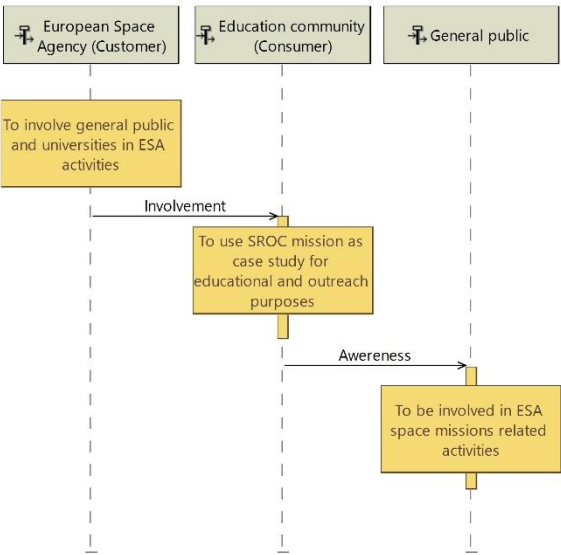 European Space
Agency (Customer)
Education community
(Consumer)
General public
To involve general public
and universities in ESA
activities
Involvement
To use SROC mission as
case study for
educational and outreach
purposes
Awereness
To be involved in ESA
space missions related
activities